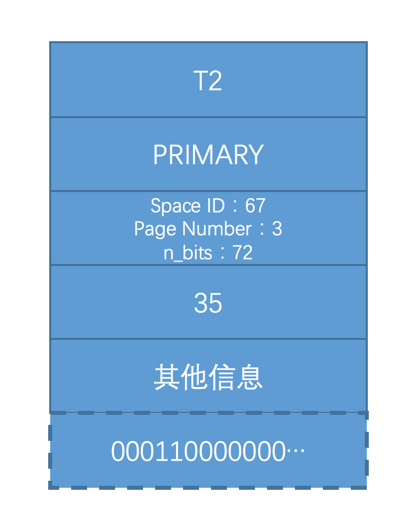 T2
PRIMARY
Space ID：67
Page Number：3
n_bits：72
35
其他信息
000110000000…